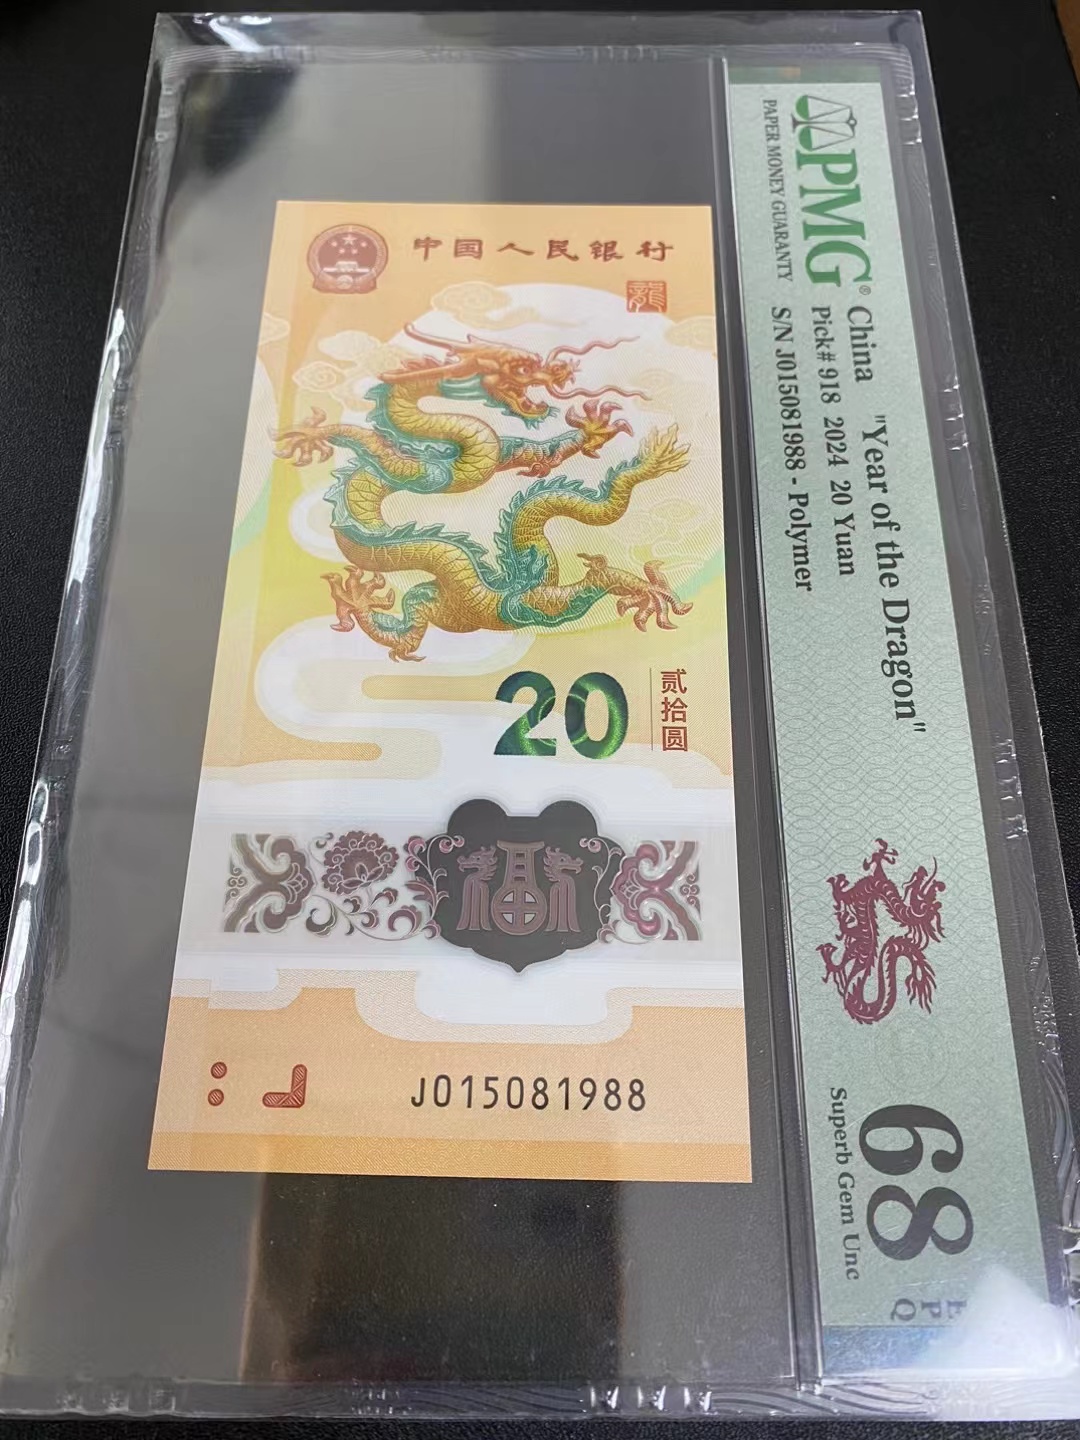 中国人民银行
龍
20
贰拾圆
J015081988
PMG®
PAPER MONEY GUARANTY
China "Year of the Dragon"
Pick# 918 2024 20 Yuan
S/N J015081988 - Polymer
68
Superb Gem Unc
E
P
Q